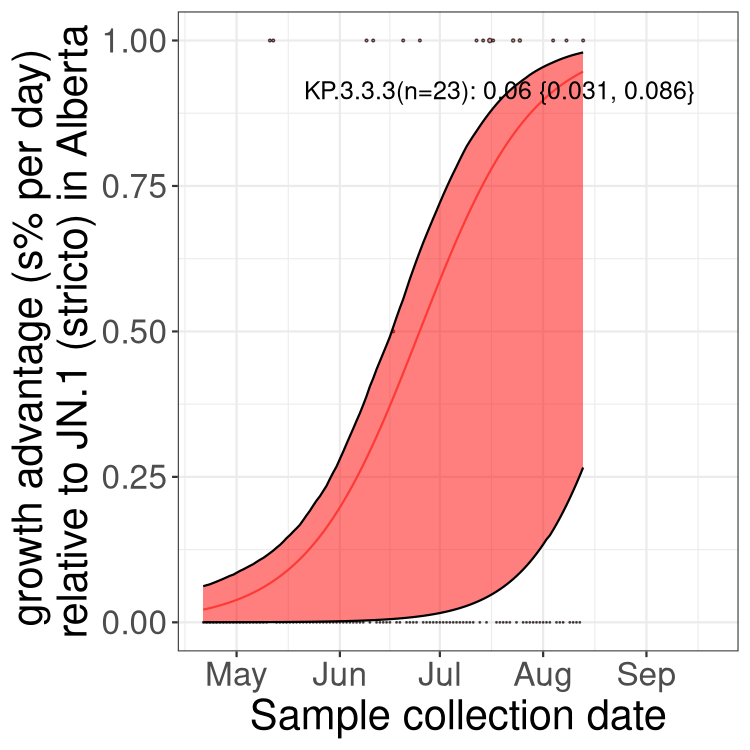 growth advantage (s% per day)
relative to JN.1 (stricto) in Alberta
1.00
0.75
0.50
0.25
0.00
KP.3.3.3(n=23): 0.06 {0.031, 0.086}
May Jun Jul Aug Sep
Sample collection date